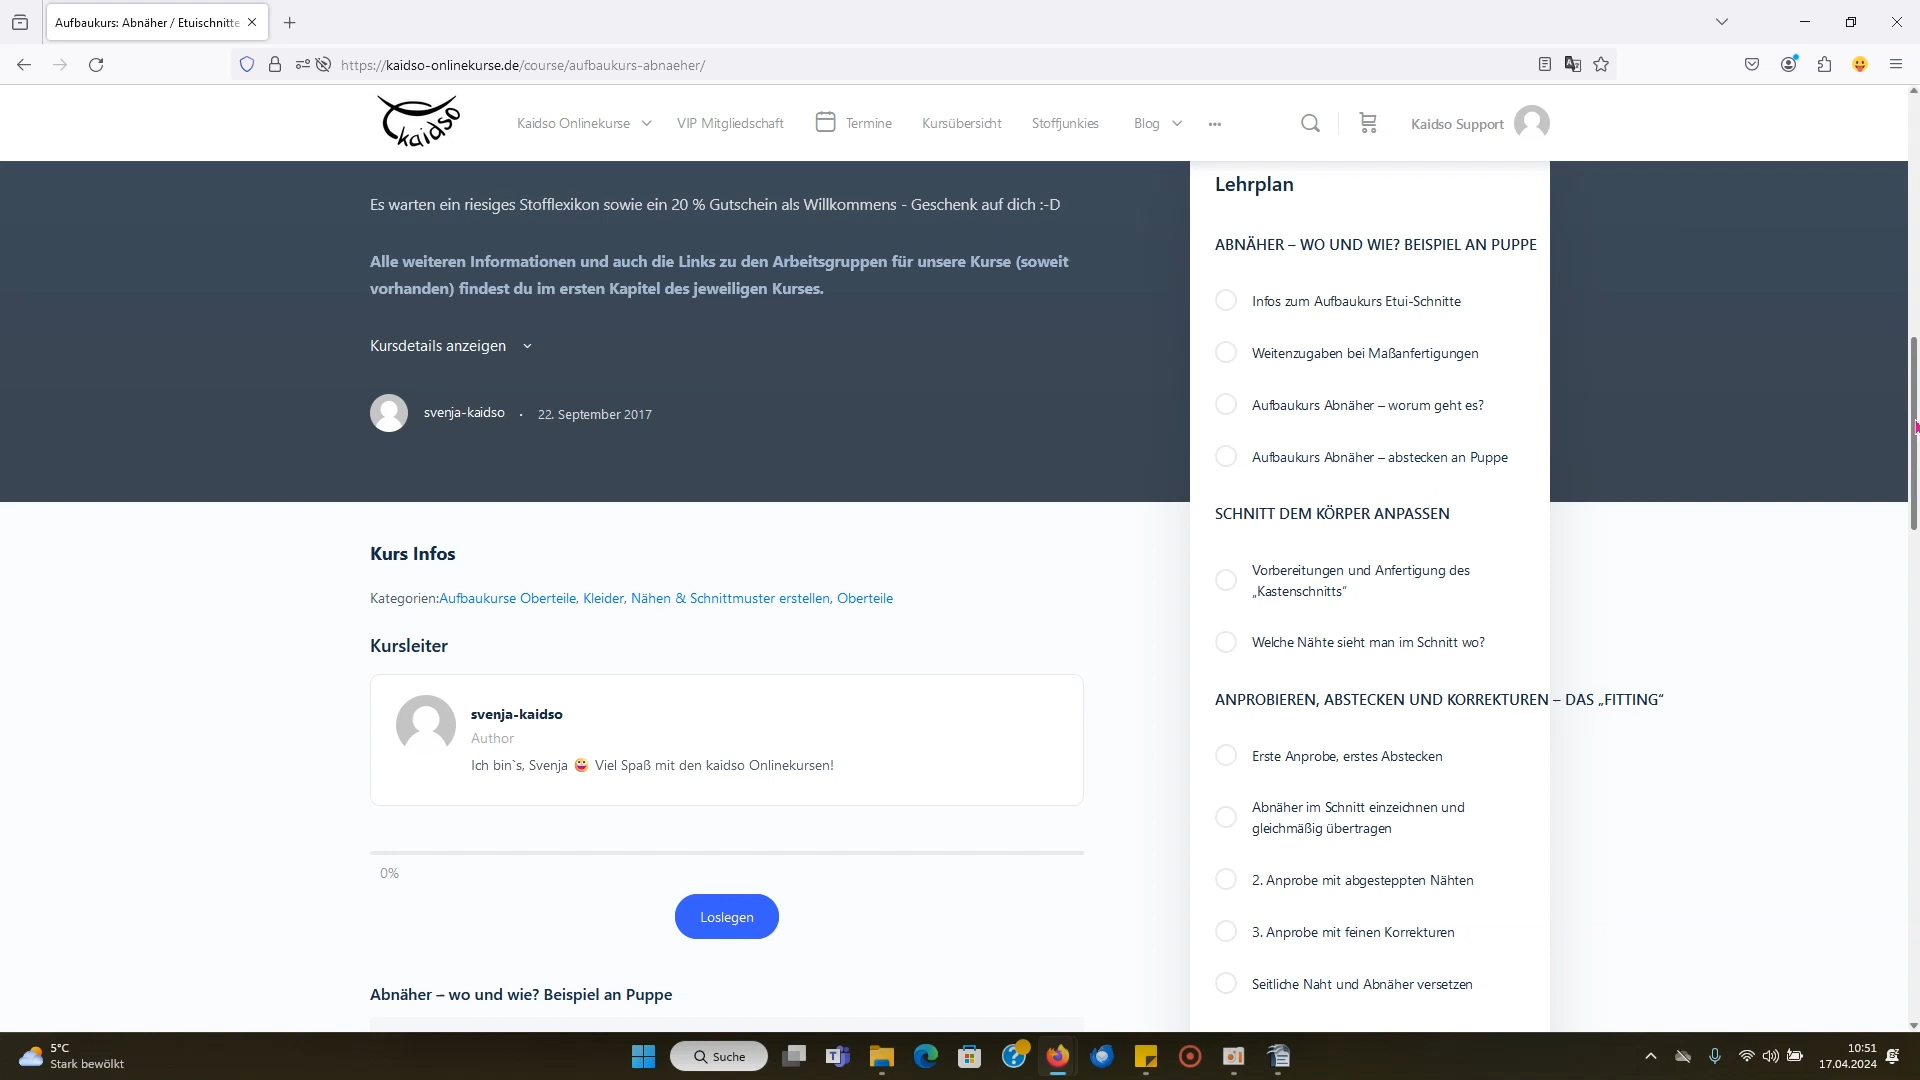 Aufbaukurs: Abnäher / Etuischnitte
https://kaidso-onlinekurse.de/course/aufbaukurs-abnaeher/
kaidso
Kaidso Onlinekurse
VIP Mitgliedschaft
Termine
Kursübersicht
Stoffjunkies
Blog
Kaidso Support
Es warten ein riesiges Stofflexikon sowie ein 20 % Gutschein als Willkommens - Geschenk auf dich :-D
Alle weiteren Informationen und auch die Links zu den Arbeitsgruppen für unsere Kurse (soweit
vorhanden) findest du im ersten Kapitel des jeweiligen Kurses.
Kursdetails anzeigen
svenja-kaidso · 22. September 2017
Kurs Infos
Kategorien:Aufbaukurse Oberteile, Kleider, Nähen & Schnittmuster erstellen, Oberteile
Kursleiter
svenja-kaidso
Author
Ich bin`s, Svenja 😀 Viel Spaß mit den kaidso Onlinekursen!
0%
Loslegen
Abnäher – wo und wie? Beispiel an Puppe
Lehrplan
ABNÄHER – WO UND WIE? BEISPIEL AN PUPPE
Infos zum Aufbaukurs Etui-Schnitte
Weitenzugaben bei Maßanfertigungen
Aufbaukurs Abnäher – worum geht es?
Aufbaukurs Abnäher – abstecken an Puppe
SCHNITT DEM KÖRPER ANPASSEN
Vorbereitungen und Anfertigung des
„Kastenschnitts“
Welche Nähte sieht man im Schnitt wo?
ANPROBIEREN, ABSTECKEN UND KORREKTUREN – DAS „FITTING“
Erste Anprobe, erstes Abstecken
Abnäher im Schnitt einzeichnen und
gleichmäßig übertragen
2. Anprobe mit abgesteppten Nähten
3. Anprobe mit feinen Korrekturen
Seitliche Naht und Abnäher versetzen
5°C
Stark bewölkt
Suche
10:51
17.04.2024